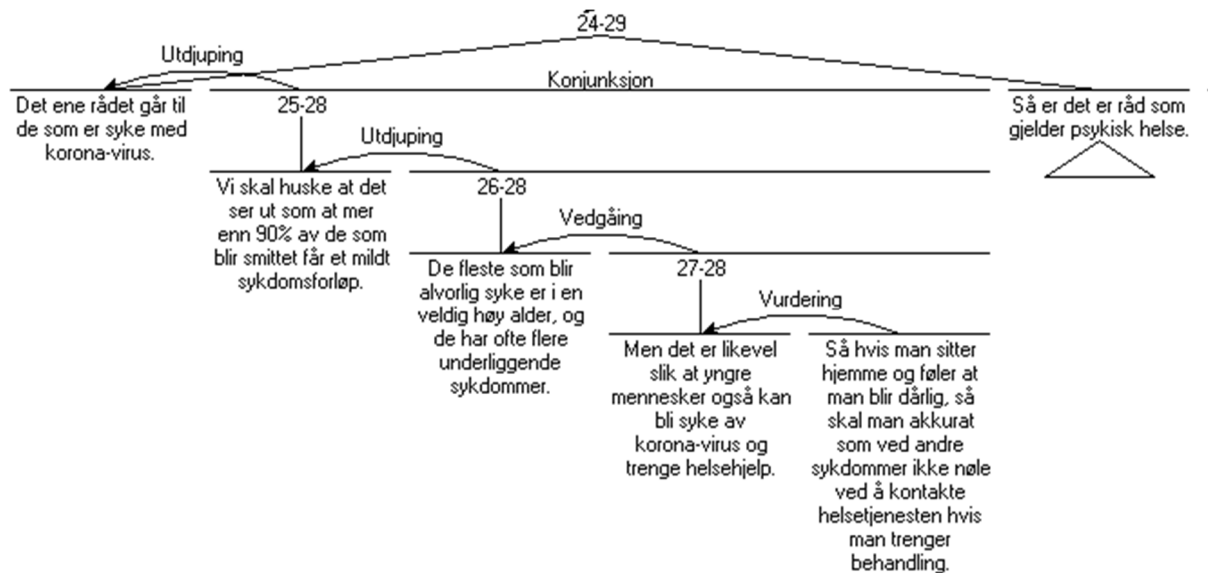 24-29
Utdjuping
Konjunksjon
Det ene rådet går til
de som er syke med
korona-virus.
25-28
Så er det er råd som
gjelder psykisk helse.
Utdjuping
Vi skal huske at det
ser ut som at mer
enn 90% av de som
blir smittet får et mildt
sykdomsforløp.
26-28
Vedgåing
De fleste som blir
alvorlig syke er i en
veldig høy alder, og
de har ofte flere
underliggende
sykdommer.
27-28
Vurdering
Men det er likevel
slik at yngre
mennesker også kan
bli syke av
korona-virus og
trenge helsehjelp.
Så hvis man sitter
hjemme og føler at
man blir dårlig, så
skal man akkurat
som ved andre
sykdommer ikke nøle
ved å kontakte
helsetjenesten hvis
man trenger
behandling.